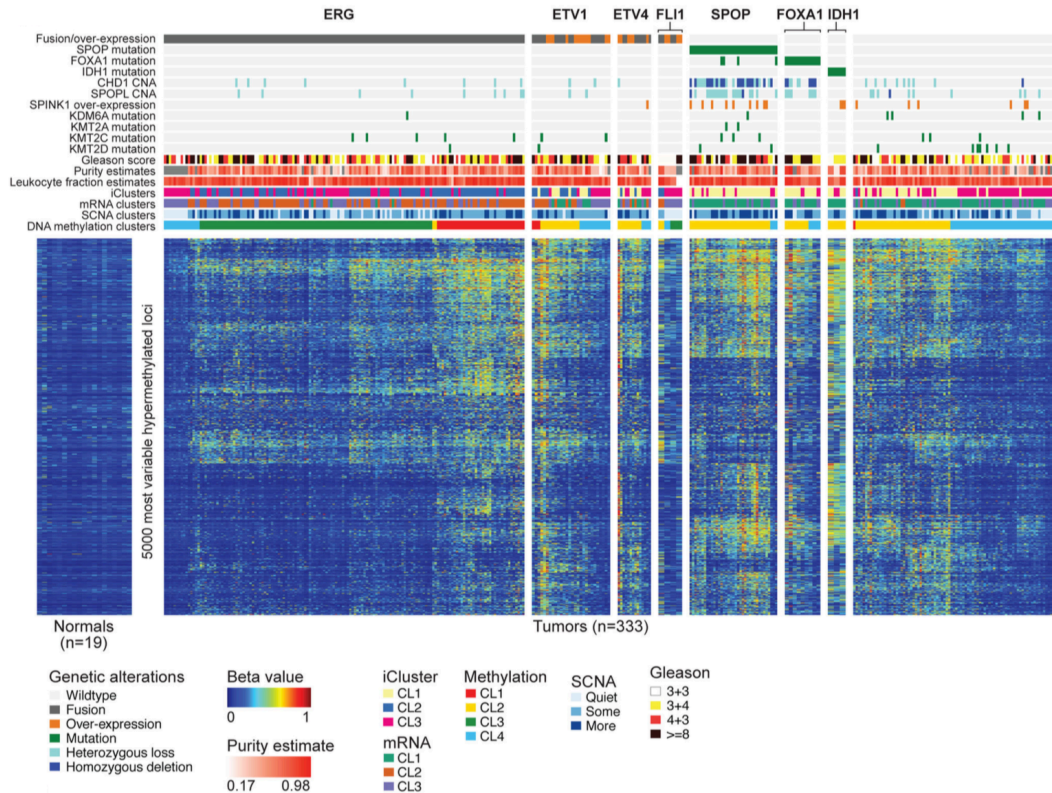 ERG ETV1 ETV4 FLI1 SPOP FOXA1 IDH1
Fusion/over-expression
SPOP mutation
FOXA1 mutation
IDH1 mutation
CHD1 CNA
SPOPL CNA
SPINK1 over-expression
KDM6A mutation
KMT2A mutation
KMT2C mutation
KMT2D mutation
Gleason score
Purity estimates
Leukocyte fraction estimates
iClusters
mRNA clusters
SCNA clusters
DNA methylation clusters
5000 most variable hypermethylated loci
Normals
(n=19)
Tumors (n=333)
Genetic alterations
Wildtype
Fusion
Over-expression
Mutation
Heterozygous loss
Homozygous deletion
Beta value
0 1
Purity estimate
0.17 0.98
iCluster
CL1
CL2
CL3
mRNA
CL1
CL2
CL3
Methylation
CL1
CL2
CL3
CL4
SCNA
Quiet
Some
More
Gleason
3+3
3+4
4+3
>=8